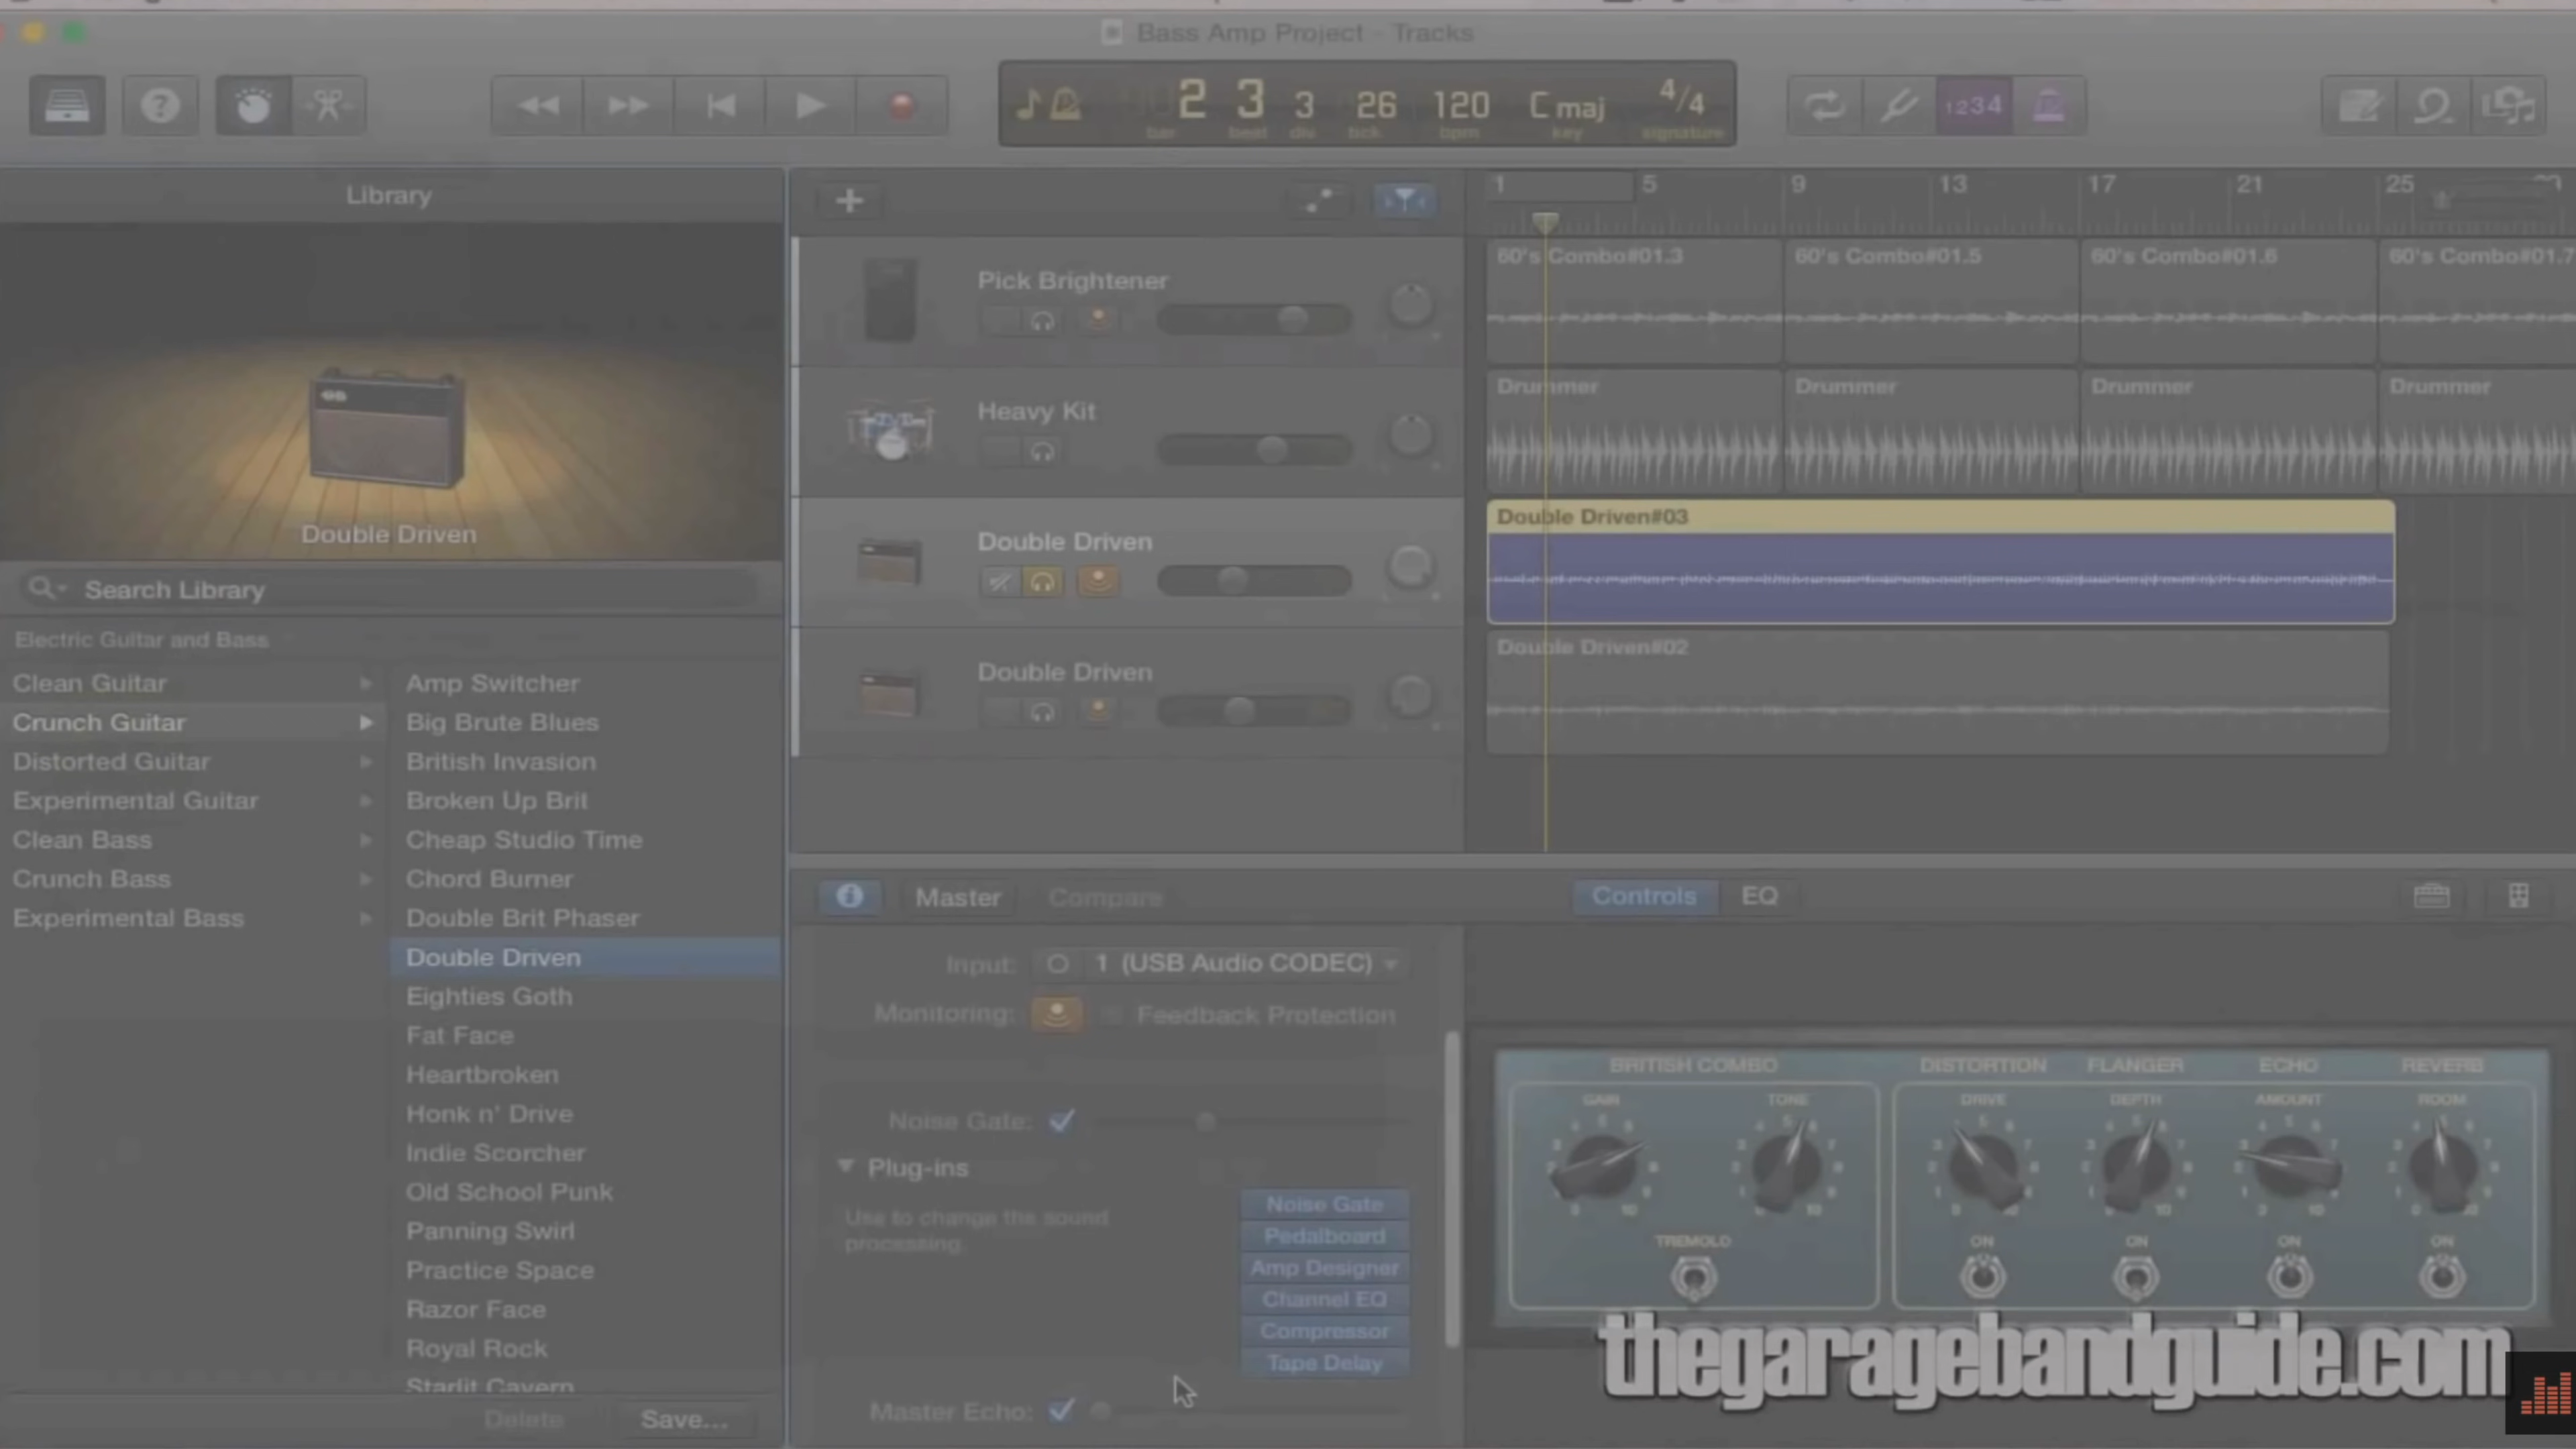 Bass Amp Project - Tracks
2 3 3 26 120 C maj 4/4
bar beat div tick bpm key signature
1234
Library
Double Driven
Search Library
Electric Guitar and Bass
Clean Guitar
Crunch Guitar
Distorted Guitar
Experimental Guitar
Clean Bass
Crunch Bass
Experimental Bass
Amp Switcher
Big Brute Blues
British Invasion
Broken Up Brit
Cheap Studio Time
Chord Burner
Double Brit Phaser
Double Driven
Eighties Goth
Fat Face
Heartbroken
Honk n' Drive
Indie Scorcher
Old School Punk
Panning Swirl
Practice Space
Razor Face
Royal Rock
Starlit Cavern
Delete Save...
1 5 9 13 17 21 25
Pick Brightener
60's Combo#01.3 60's Combo#01.5 60's Combo#01.6 60's Combo#01.7
Heavy Kit
Drummer Drummer Drummer Drummer
Double Driven
Double Driven#03
Double Driven
Double Driven#02
Master Compare Controls EQ
Input: 1 (USB Audio CODEC)
Monitoring: Feedback Protection
Noise Gate:
Plug-ins
Use to change the sound
processing.
Noise Gate
Pedalboard
Amp Designer
Channel EQ
Compressor
Tape Delay
Master Echo:
BRITISH COMBO DISTORTION FLANGER ECHO REVERB
GAIN TONE DRIVE DEPTH AMOUNT ROOM
TREMOLO ON ON ON ON
thegaragebandguide.com